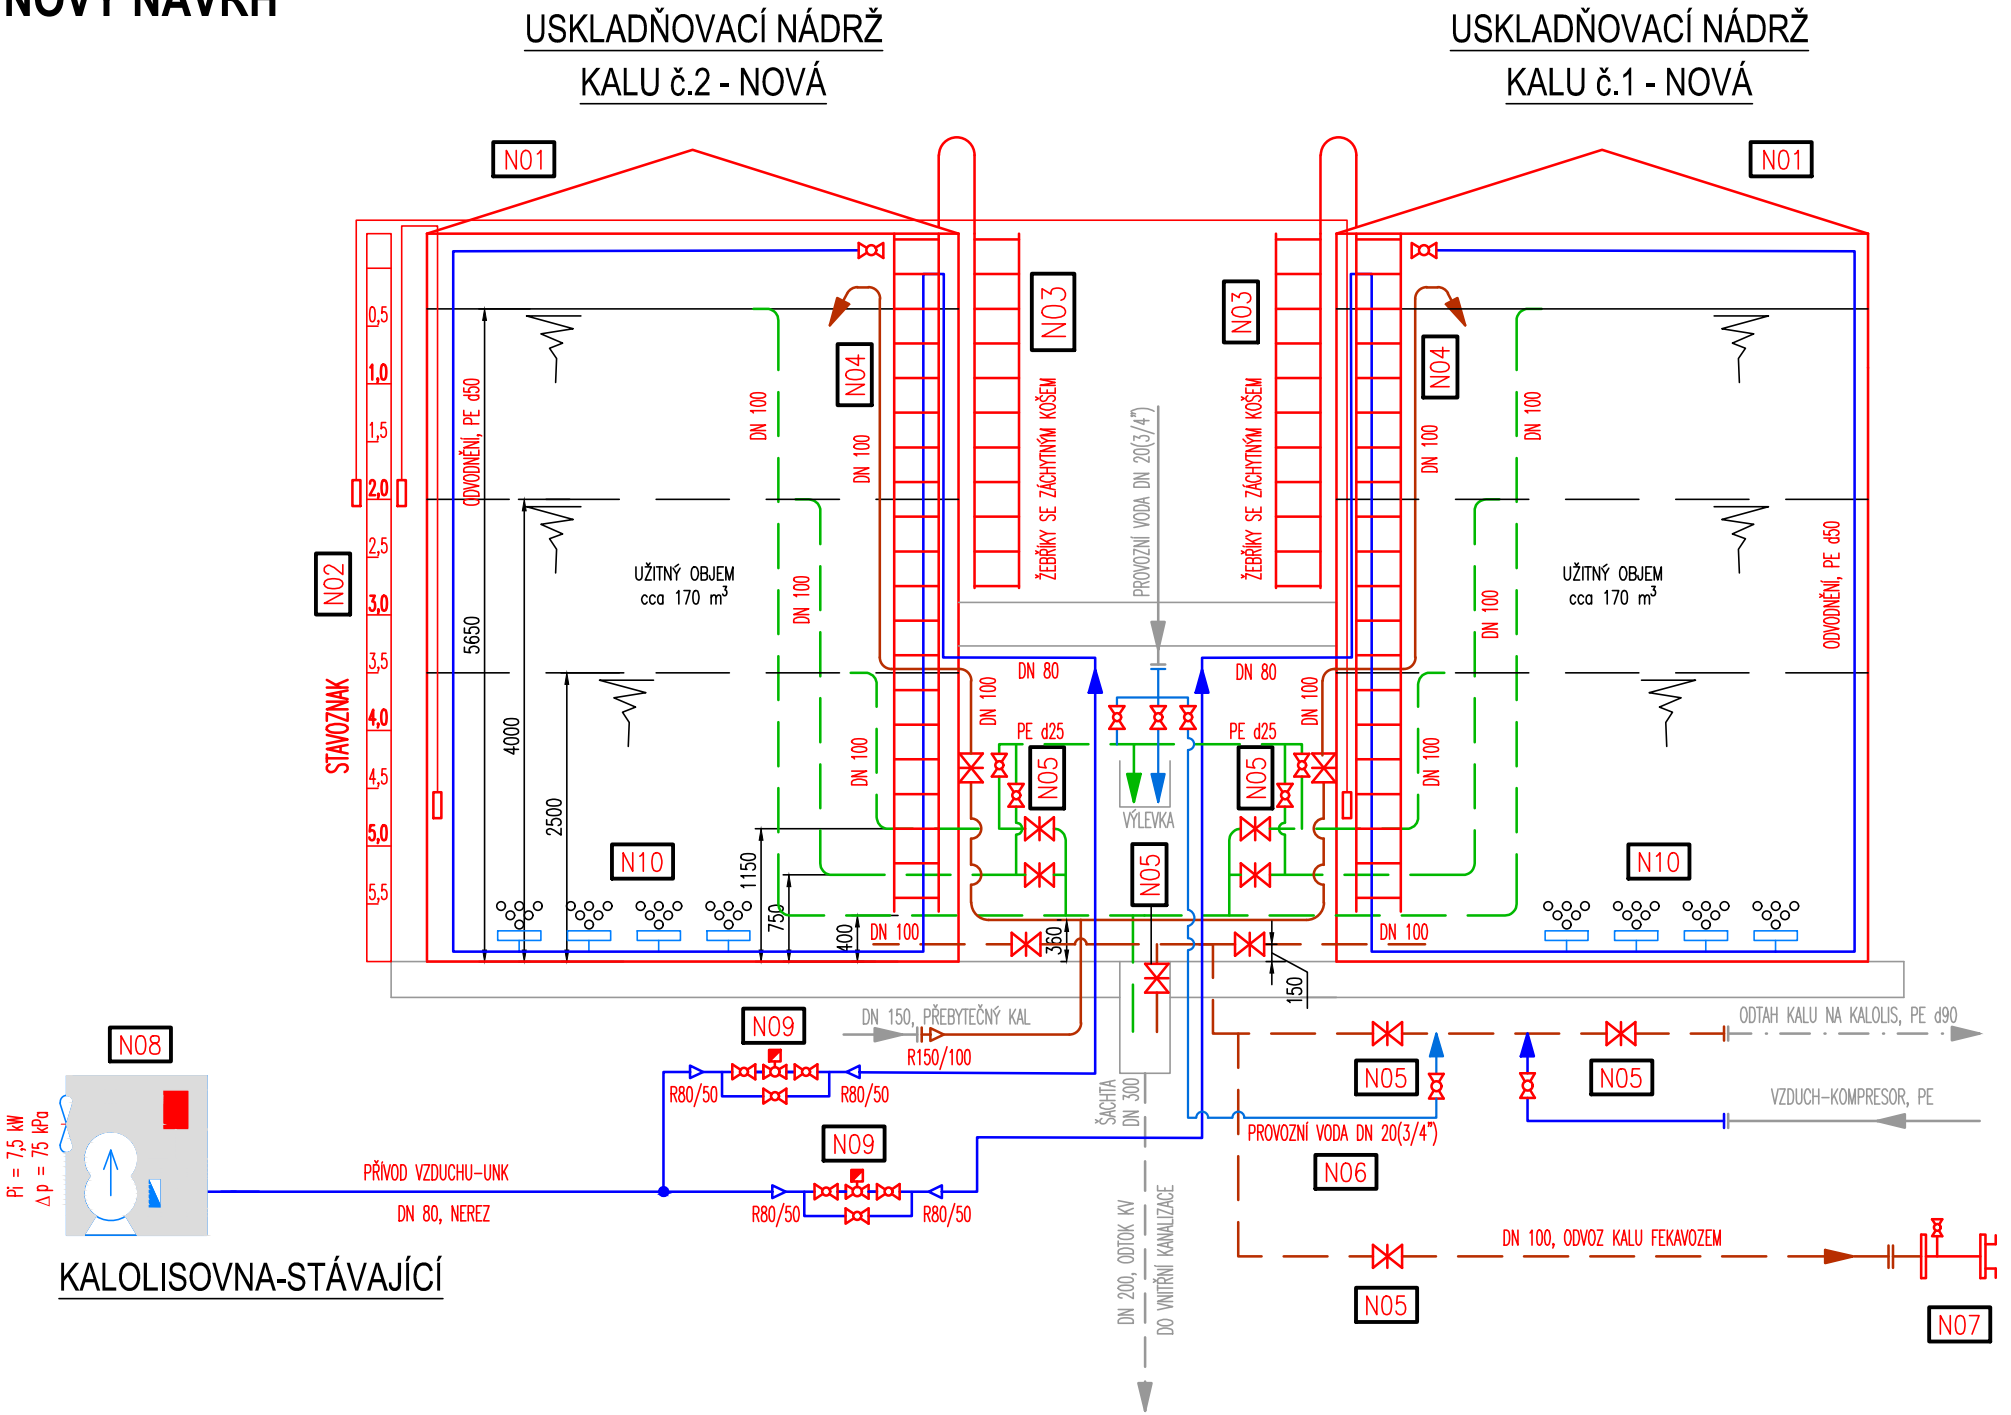 NOVÝ NÁVRH
USKLADŇOVACÍ NÁDRŽ
KALU č.2 - NOVÁ
USKLADŇOVACÍ NÁDRŽ
KALU č.1 - NOVÁ
N01
N01
0,5
1,0
1,5
2,0
2,5
3,0
3,5
4,0
4,5
5,0
5,5
STAVOZNAK
N02
ODVODNĚNÍ, PE d50
5650
4000
2500
1150
750
400
360
150
UŽITNÝ OBJEM
cca 170 m³
DN 100
DN 100
DN 100
DN 100
N04
N03
ŽEBŘÍKY SE ZÁCHYTNÝM KOŠEM
PROVOZNÍ VODA DN 20(3/4")
N03
ŽEBŘÍKY SE ZÁCHYTNÝM KOŠEM
N04
DN 100
DN 100
DN 100
DN 100
UŽITNÝ OBJEM
cca 170 m³
ODVODNĚNÍ, PE d50
DN 80
DN 80
DN 100
DN 100
PE d25
PE d25
N05
N05
VÝLEVKA
N05
N10
N10
DN 100
DN 100
DN 150, PŘEBYTEČNÝ KAL
R150/100
ODTAH KALU NA KALOLIS, PE d90
N05
N05
VZDUCH-KOMPRESOR, PE
N08
N09
R80/50
R80/50
ŠACHTA
DN 300
PROVOZNÍ VODA DN 20(3/4")
N06
N09
R80/50
R80/50
Pi = 7,5 kW
Δp = 75 kPa
PŘÍVOD VZDUCHU-UNK
DN 80, NEREZ
KALOLISOVNA-STÁVAJÍCÍ
DN 200, ODTOK KV
DO VNITŘNÍ KANALIZACE
DN 100, ODVOZ KALU FEKAVOZEM
N05
N07